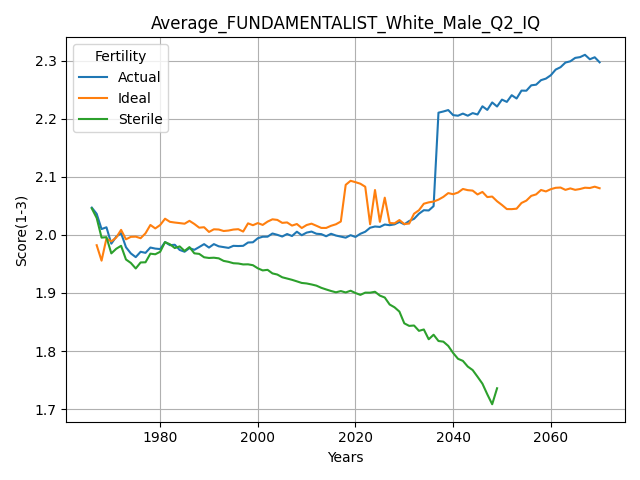 Average_FUNDAMENTALIST_White_Male_Q2_IQ
Fertility
Actual
Ideal
Sterile
Score(1-3)
2.3
2.2
2.1
2.0
1.9
1.8
1.7
1980
2000
2020
2040
2060
Years